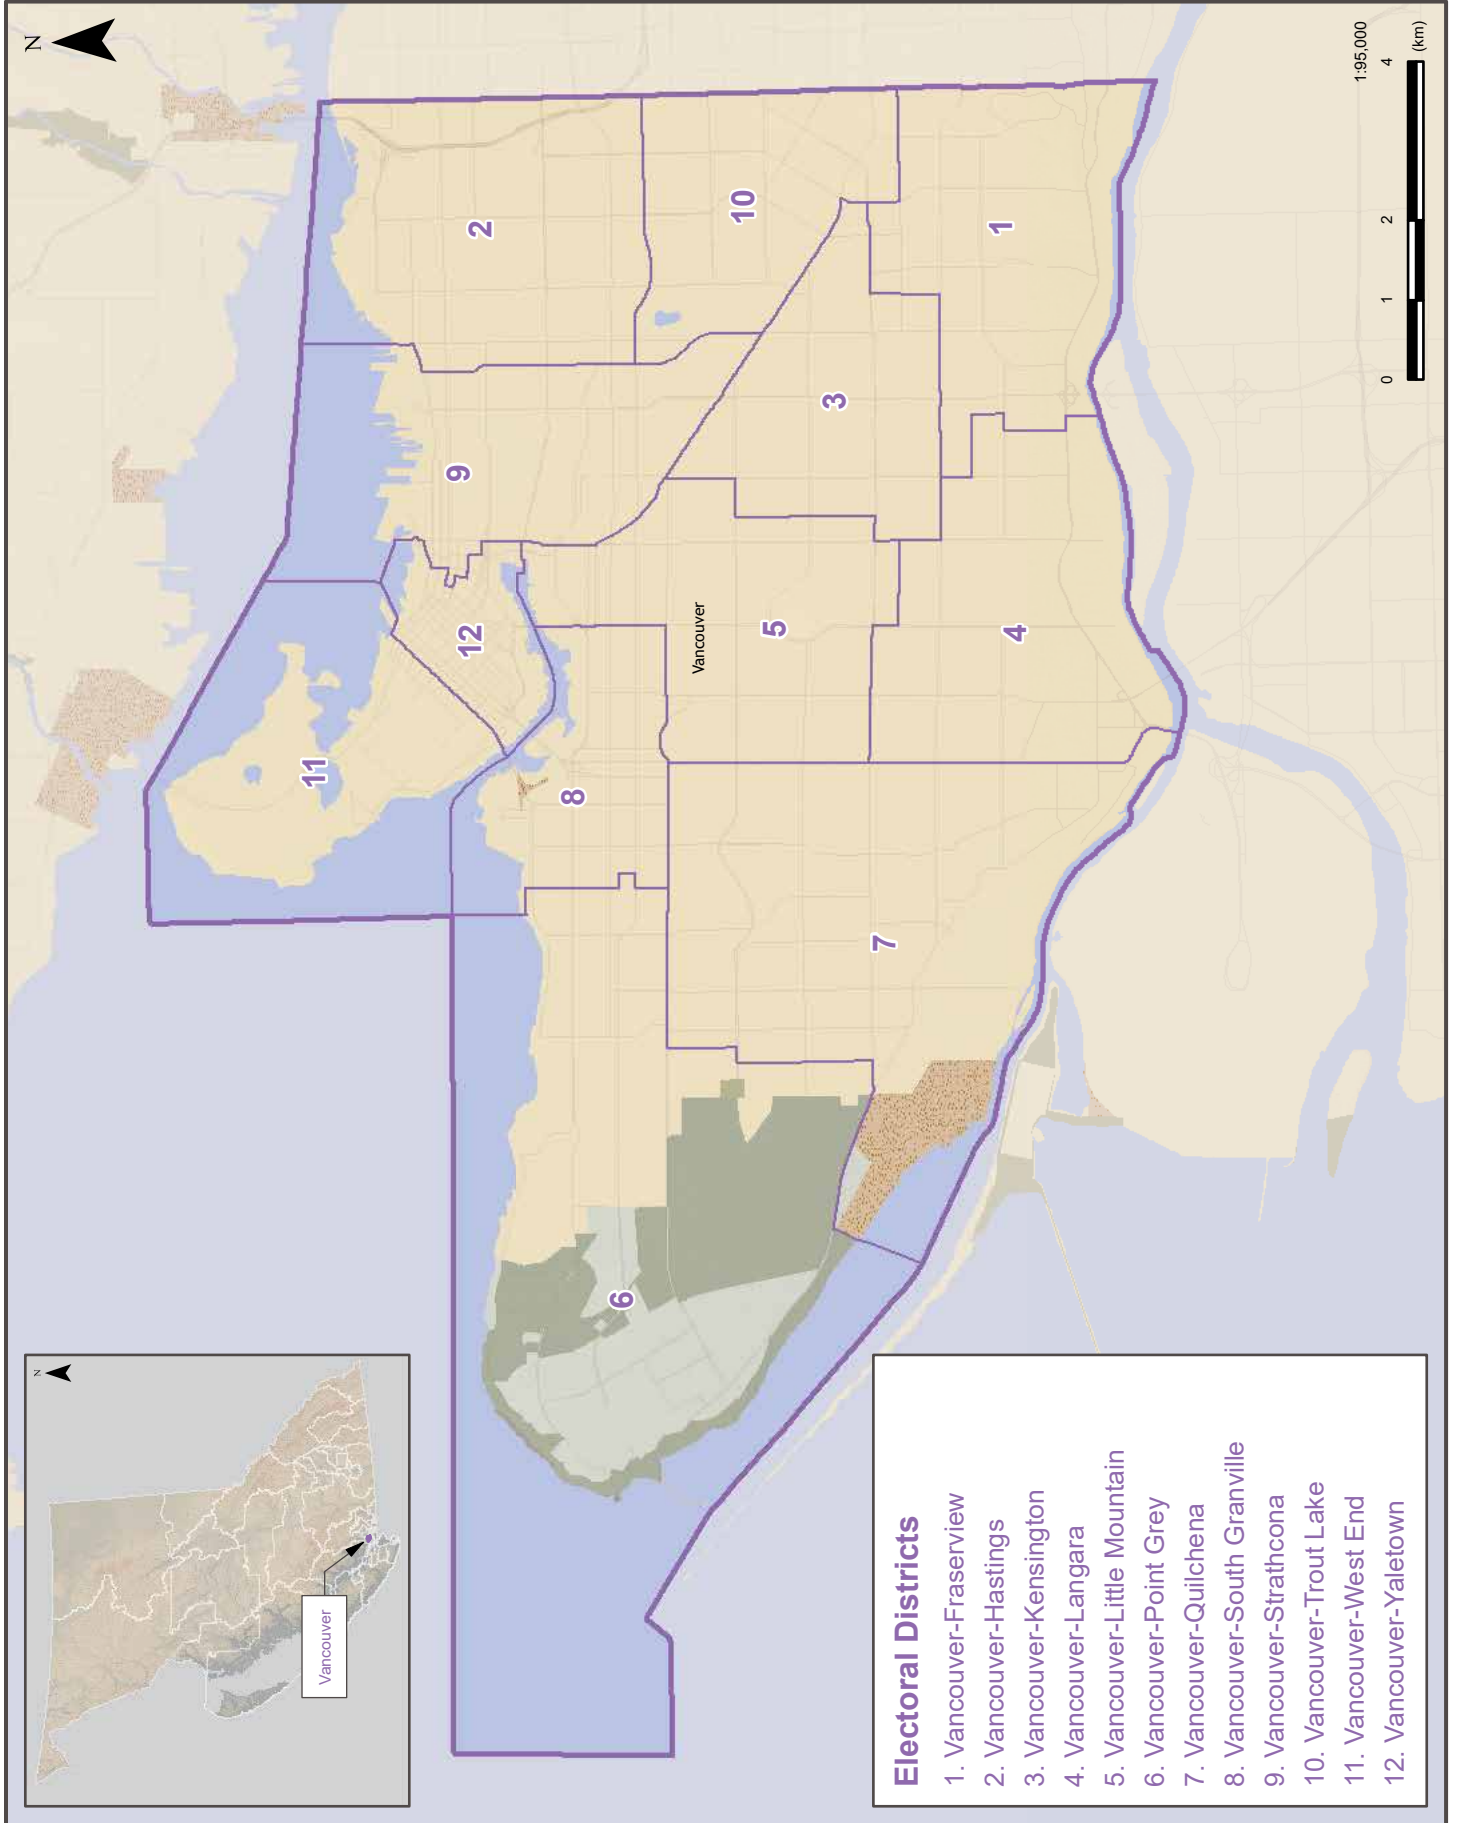 N
N
Vancouver
11
12
9
2
8
10
6
Vancouver
5
3
7
4
1
Electoral Districts
1. Vancouver-Fraserview
2. Vancouver-Hastings
3. Vancouver-Kensington
4. Vancouver-Langara
5. Vancouver-Little Mountain
6. Vancouver-Point Grey
7. Vancouver-Quilchena
8. Vancouver-South Granville
9. Vancouver-Strathcona
10. Vancouver-Trout Lake
11. Vancouver-West End
12. Vancouver-Yaletown
1:95,000
0 1 2 4
(km)